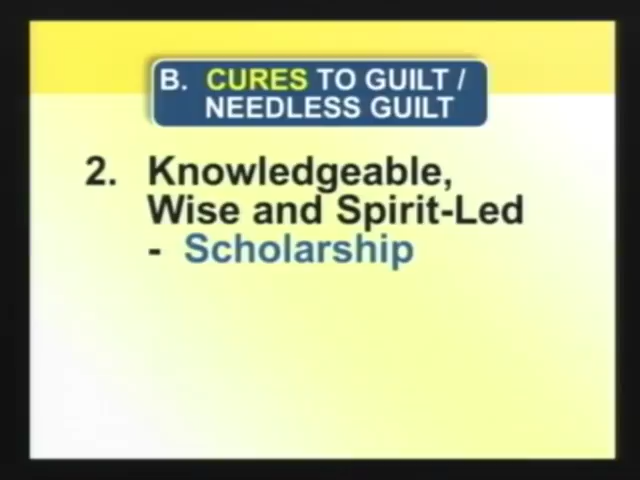 B. CURES TO GUILT /
NEEDLESS GUILT
2. Knowledgeable,
Wise and Spirit-Led
- Scholarship